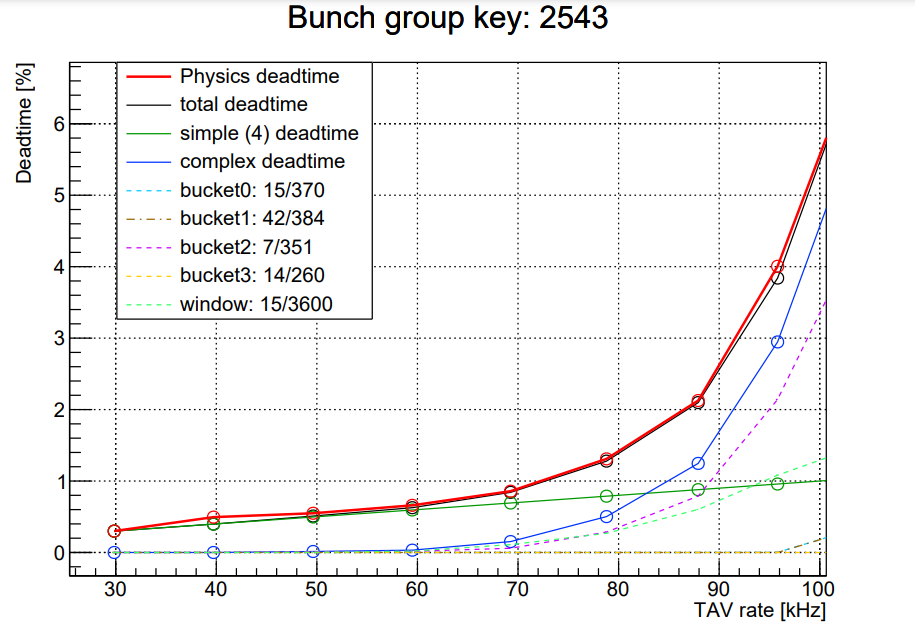 Bunch group key: 2543
Deadtime [%]
Physics deadtime
total deadtime
simple (4) deadtime
complex deadtime
bucket0: 15/370
bucket1: 42/384
bucket2: 7/351
bucket3: 14/260
window: 15/3600
6
5
4
3
2
1
0
30 40 50 60 70 80 90 100
TAV rate [kHz]